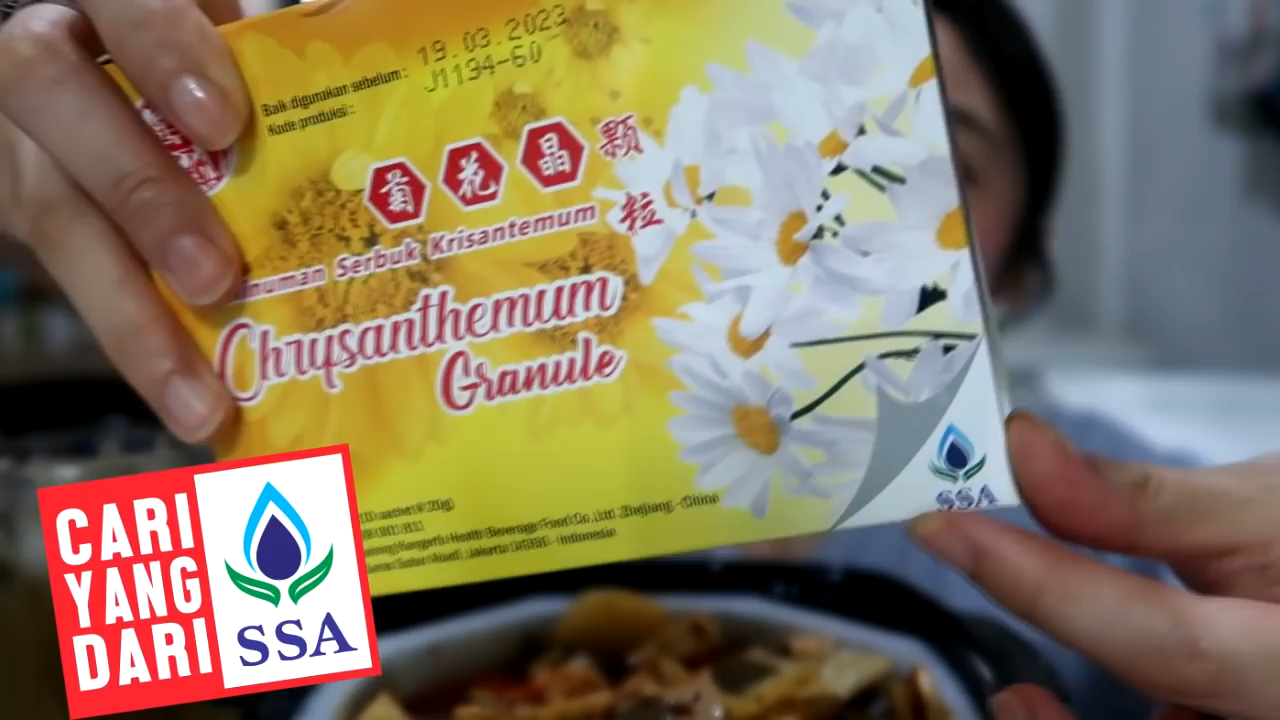 Baik digunakan sebelum: 19.03.2023
Kode produksi: J1194-60
菊花晶颗粒
Serbuk Krisantemum
Chrysanthemum
Granule
SSA
CARI
YANG
DARI
SSA